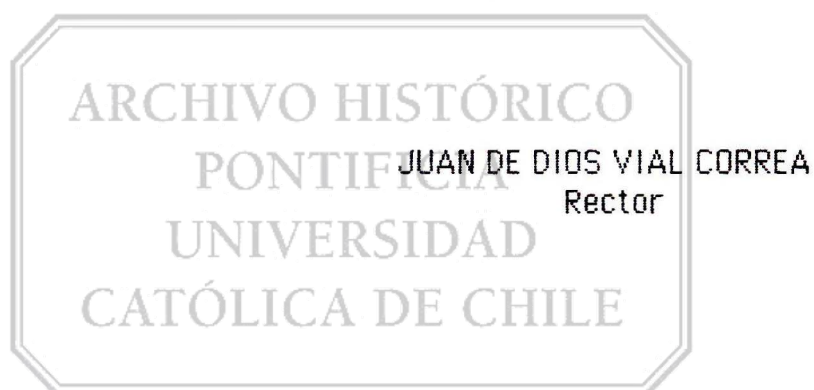 ARCHIVO HISTÓRICO
JUAN DE DIOS VIAL CORREA
PONTIFICIA
Rector
UNIVERSIDAD
CATÓLICA DE CHILE